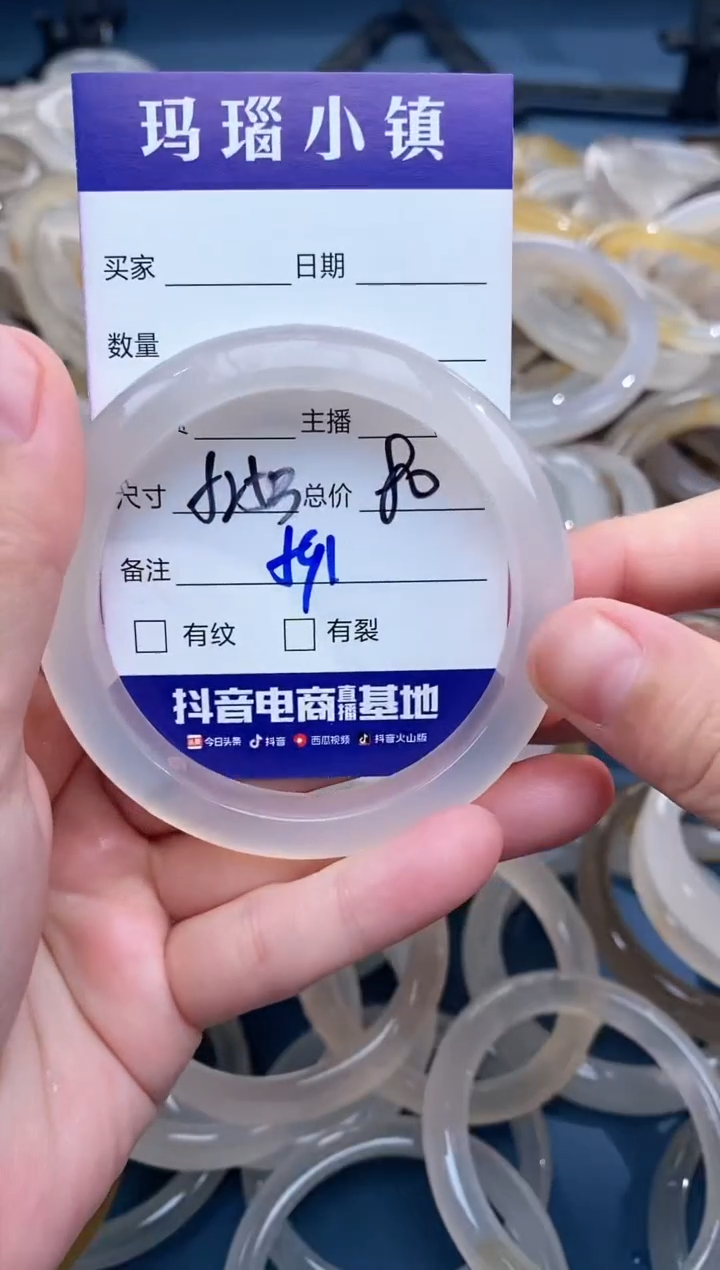 玛瑙小镇
买家 日期
数量
主播
尺寸 总价 80
备注
有纹 有裂
抖音电商直播基地
今日头条 抖音 西瓜视频 抖音火山版